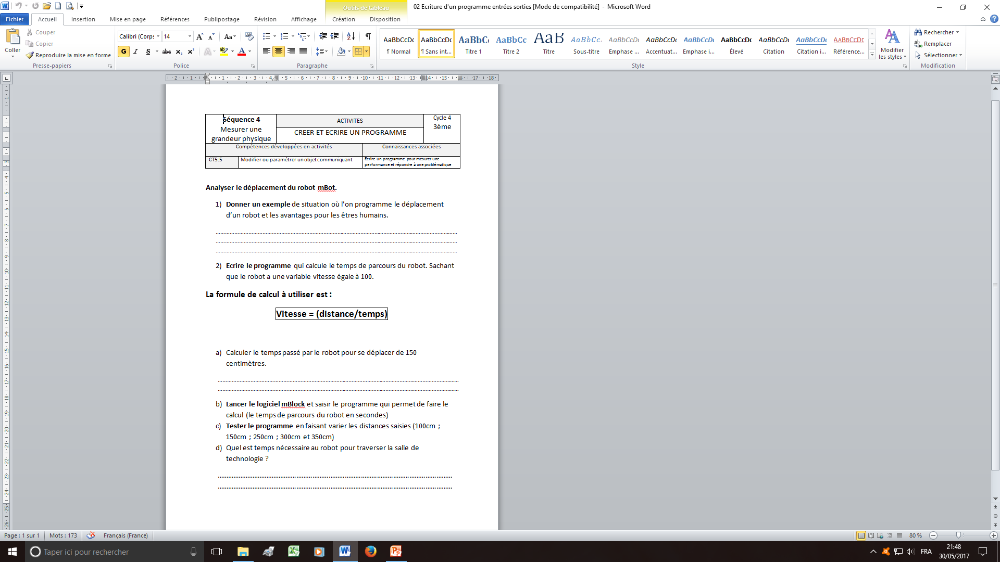 02 Ecriture d'un programme entrées sorties [Mode de compatibilité] - Microsoft Word
Outils de tableau
Fichier Accueil Insertion Mise en page Références Publipostage Révision Affichage Création Disposition
Coller
Couper
Copier
Reproduire la mise en forme
Presse-papiers
Calibri (Corps 14
Police
Paragraphe
AaBbCcDc AaBbCcDc AaBbCc AaBbCc AaB AaBbCc. AaBbCcDc AaBbCcDc AaBbCcDc AaBbCcDc AaBbCcDc AaBbCcDc AABBCCDC
¶ Normal ¶ Sans int... Titre 1 Titre 2 Titre Sous-titre Emphase ... Accentuat... Emphase i... Élevé Citation Citation i... Référence...
Style
Modifier les styles
Rechercher
Remplacer
Sélectionner
Modification
Séquence 4
Mesurer une
grandeur physique
ACTIVITES
CREER ET ECRIRE UN PROGRAMME
Cycle 4
3ème
Compétences développées en activités
Connaissances associées
CT5.5
Modifier ou paramétrer un objet communiquant
Ecrire un programme pour mesurer une
performance et répondre à une problématique
Analyser le déplacement du robot mBot.
1) Donner un exemple de situation où l’on programme le déplacement
d’un robot et les avantages pour les êtres humains.
2) Ecrire le programme qui calcule le temps de parcours du robot. Sachant
que le robot a une variable vitesse égale à 100.
La formule de calcul à utiliser est :
Vitesse = (distance/temps)
a) Calculer le temps passé par le robot pour se déplacer de 150
centimètres.
b) Lancer le logiciel mBlock et saisir le programme qui permet de faire le
calcul (le temps de parcours du robot en secondes)
c) Tester le programme en faisant varier les distances saisies (100cm ;
150cm ; 250cm ; 300cm et 350cm)
d) Quel est temps nécessaire au robot pour traverser la salle de
technologie ?
Page : 1 sur 1 Mots : 173 Français (France) 80 %
Taper ici pour rechercher
FRA
21:48
30/05/2017